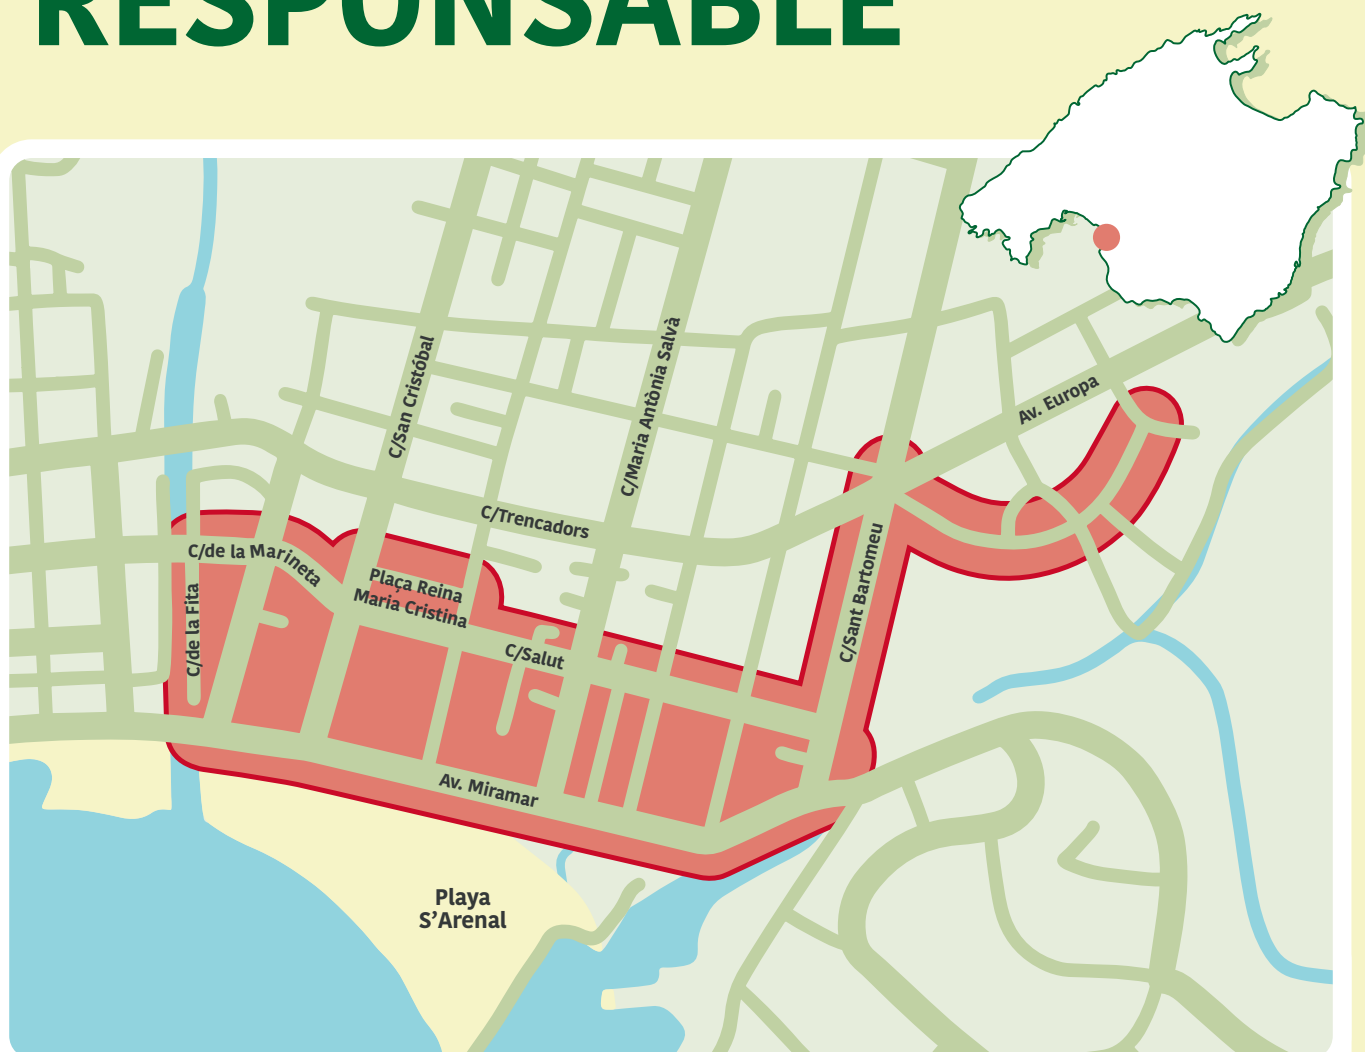 RESPONSABLE
C/San Cristóbal
C/Maria Antònia Salvà
Av. Europa
C/Trencadors
C/de la Marineta
Plaça Reina
Maria Cristina
C/de la Fita
C/Salut
C/Sant Bartomeu
Av. Miramar
Playa
S’Arenal